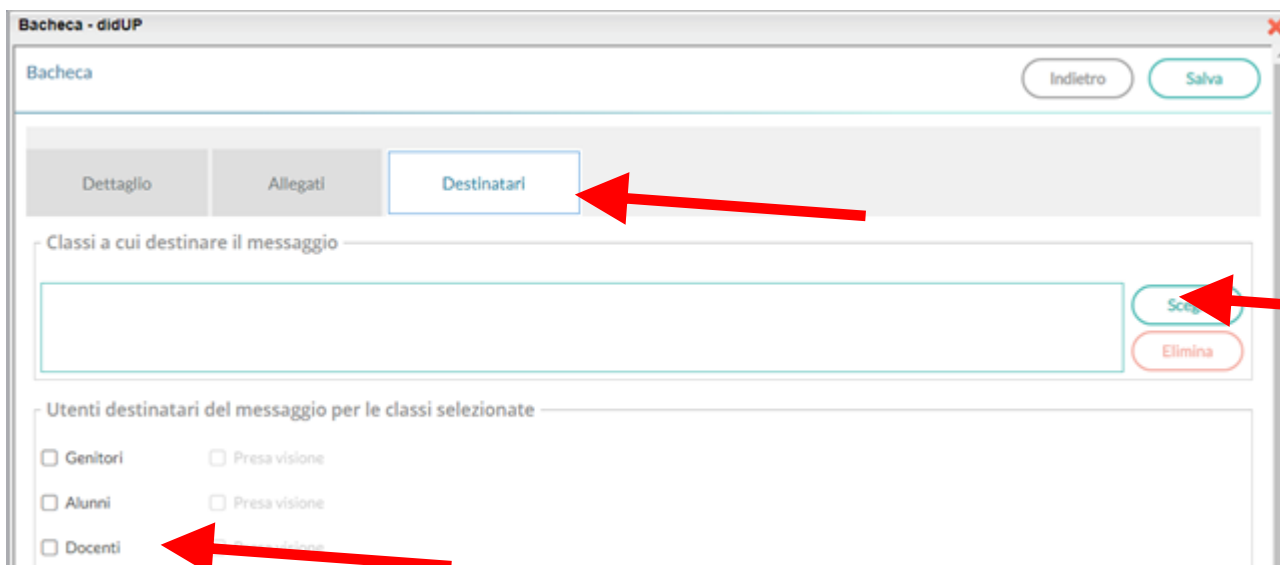 Bacheca - didUP
Bacheca
Indietro
Salva
Dettaglio
Allegati
Destinatari
Classi a cui destinare il messaggio
Elimina
Utenti destinatari del messaggio per le classi selezionate
Genitori
Presa visione
Alunni
Presa visione
Docenti